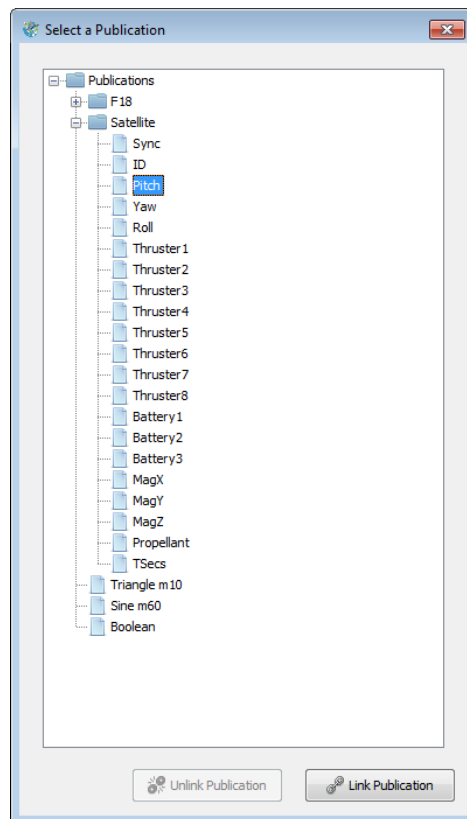 Select a Publication
Publications
F18
Satellite
Sync
ID
Pitch
Yaw
Roll
Thruster1
Thruster2
Thruster3
Thruster4
Thruster5
Thruster6
Thruster7
Thruster8
Battery1
Battery2
Battery3
MagX
MagY
MagZ
Propellant
TSecs
Triangle m10
Sine m60
Boolean
Unlink Publication
Link Publication